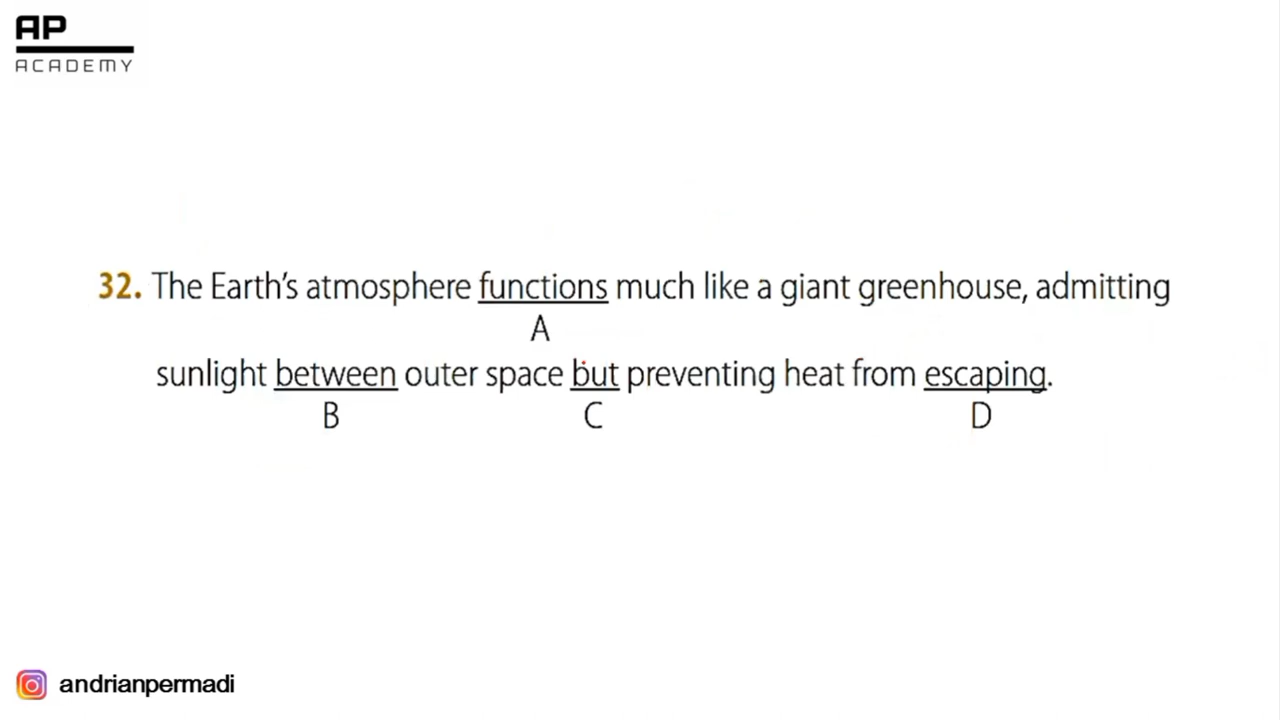 AP
ACADEMY
32. The Earth's atmosphere functions much like a giant greenhouse, admitting
A
sunlight between outer space but preventing heat from escaping.
B C D
andrianpermadi